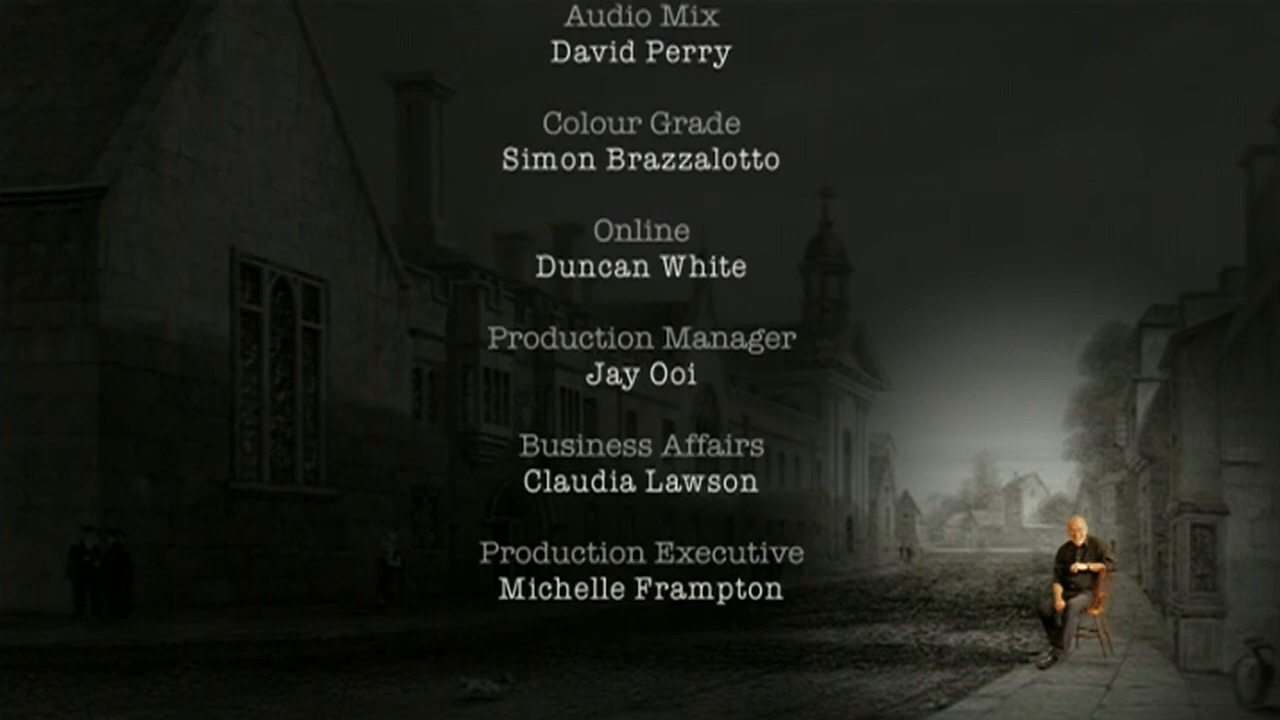 Audio Mix
David Perry
Colour Grade
Simon Brazzalotto
Online
Duncan White
Production Manager
Jay Ooi
Business Affairs
Claudia Lawson
Production Executive
Michelle Frampton